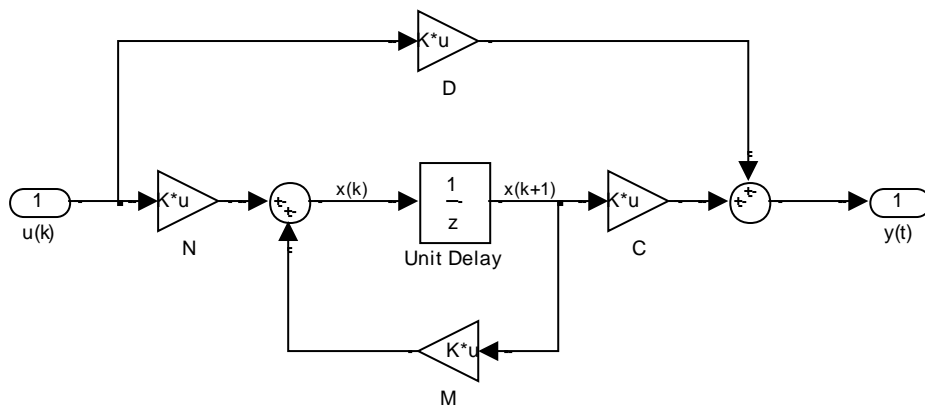 K*u
D
1
u(k)
K*u
N
x(k)
1
z
Unit Delay
x(k+1)
K*u
C
1
y(t)
K*u
M